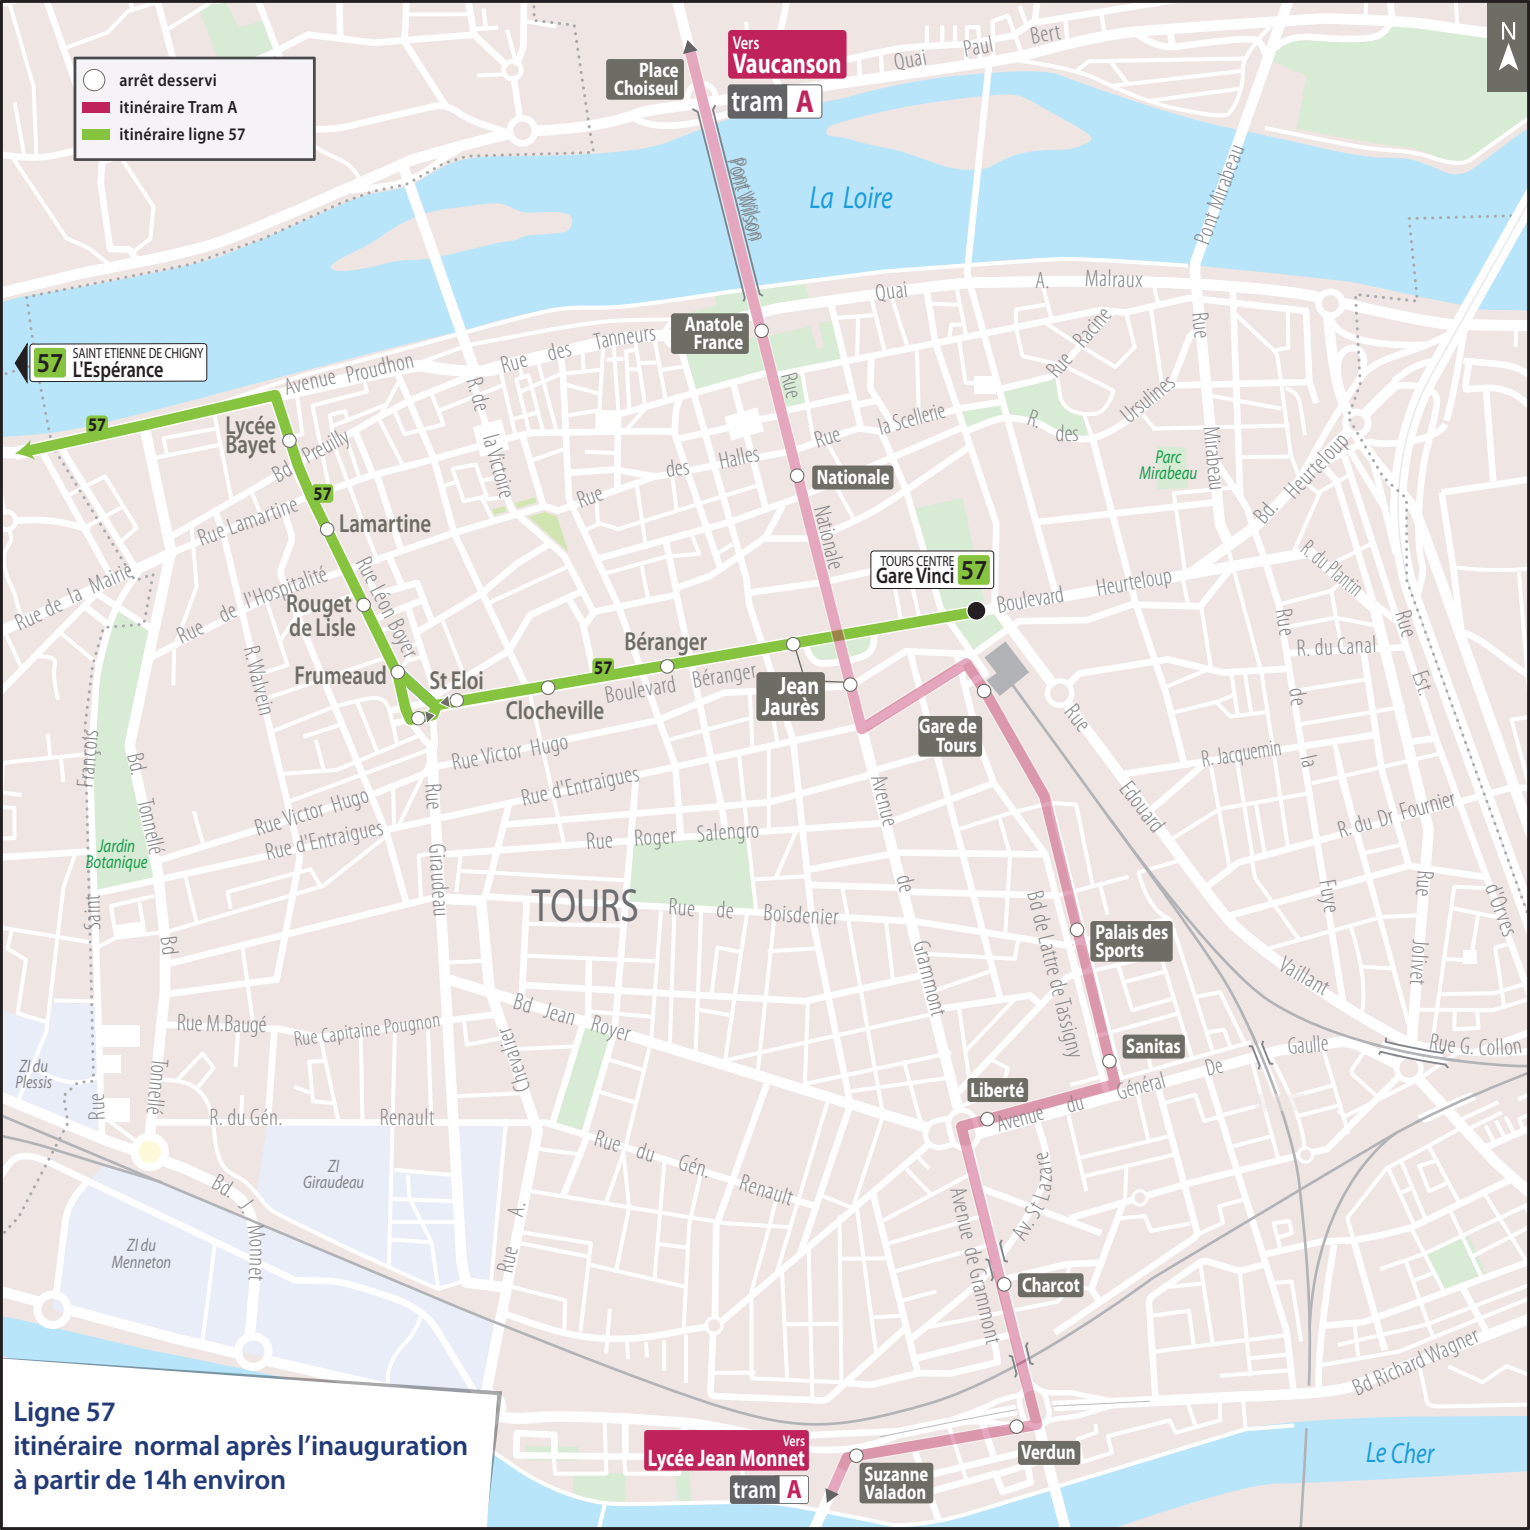 N
arrêt desservi
itinéraire Tram A
itinéraire ligne 57
Place
Choiseul
Vers
Vaucanson
tram A
Quai Paul Bert
Pont Wilson
La Loire
Pont Mirabeau
Quai A. Malraux
57 SAINT ETIENNE DE CHIGNY
L'Espérance
57
Avenue Proudhon
Rue des Tanneurs
Anatole
France
Rue Racine
Rue
Mirabeau
Lycée
Bayet
Bd Preuilly
R. de la Victoire
Rue des Halles
Rue la Scellerie
R. des Ursulines
Parc
Mirabeau
Bd. Heurteloup
57
Rue Lamartine
Lamartine
Nationale
Rue
Nationale
Rue de la Mairie
Rue de l'Hospitalité
Rue Léon Boyer
TOURS CENTRE
Gare Vinci 57
Boulevard Heurteloup
R. du Plantin
Rouget
de Lisle
Frumeaud
St Eloi
Clocheville
57
Béranger
Boulevard Béranger
Jean
Jaurès
Gare de
Tours
R. Walvein
Rue de la Fuye
R. du Canal
Rue Est.
d'Orves
Rue Edouard Vaillant
R. Jacquemin
R. du Dr Fournier
Rue Jolivet
Rue Victor Hugo
Rue Victor Hugo
Rue d'Entraigues
Rue d'Entraigues
Rue Giraudeau
Rue Roger Salengro
Rue Saint François
Bd. Tonnellé
Jardin
Botanique
TOURS
Rue de Boisdenier
Avenue de Grammont
Bd de Lattre de Tassigny
Palais des
Sports
Bd Tonnellé
Rue M.Baugé
Rue Capitaine Pougnon
Bd Jean Royer
Rue A. Chevalier
Sanitas
Liberté
Avenue du Général De Gaulle
Rue G. Collon
ZI du
Plessis
R. du Gén. Renault
Rue du Gén. Renault
ZI
Giraudeau
Bd. J. Monnet
ZI du
Menneton
Av. St Lazare
Avenue de Grammont
Charcot
Bd Richard Wagner
Verdun
Suzanne
Valadon
Vers
Lycée Jean Monnet
tram A
Le Cher
Ligne 57
itinéraire normal après l'inauguration
à partir de 14h environ